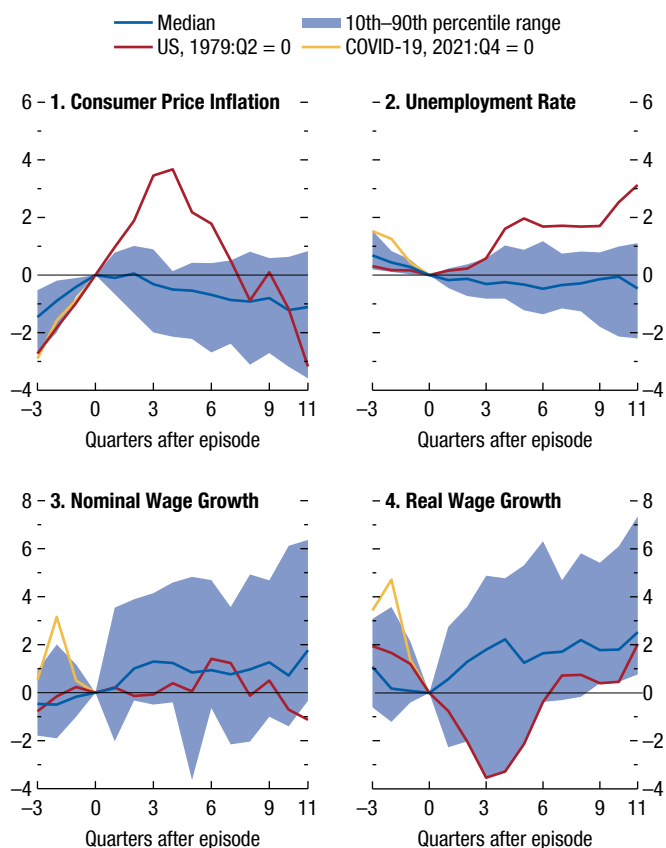 Median
10th–90th percentile range
US, 1979:Q2 = 0
COVID-19, 2021:Q4 = 0
1. Consumer Price Inflation
6
4
2
0
–2
–4
–3 0 3 6 9 11
Quarters after episode
2. Unemployment Rate
6
4
2
0
–2
–4
–3 0 3 6 9 11
Quarters after episode
3. Nominal Wage Growth
8
6
4
2
0
–2
–4
–3 0 3 6 9 11
Quarters after episode
4. Real Wage Growth
8
6
4
2
0
–2
–4
–3 0 3 6 9 11
Quarters after episode